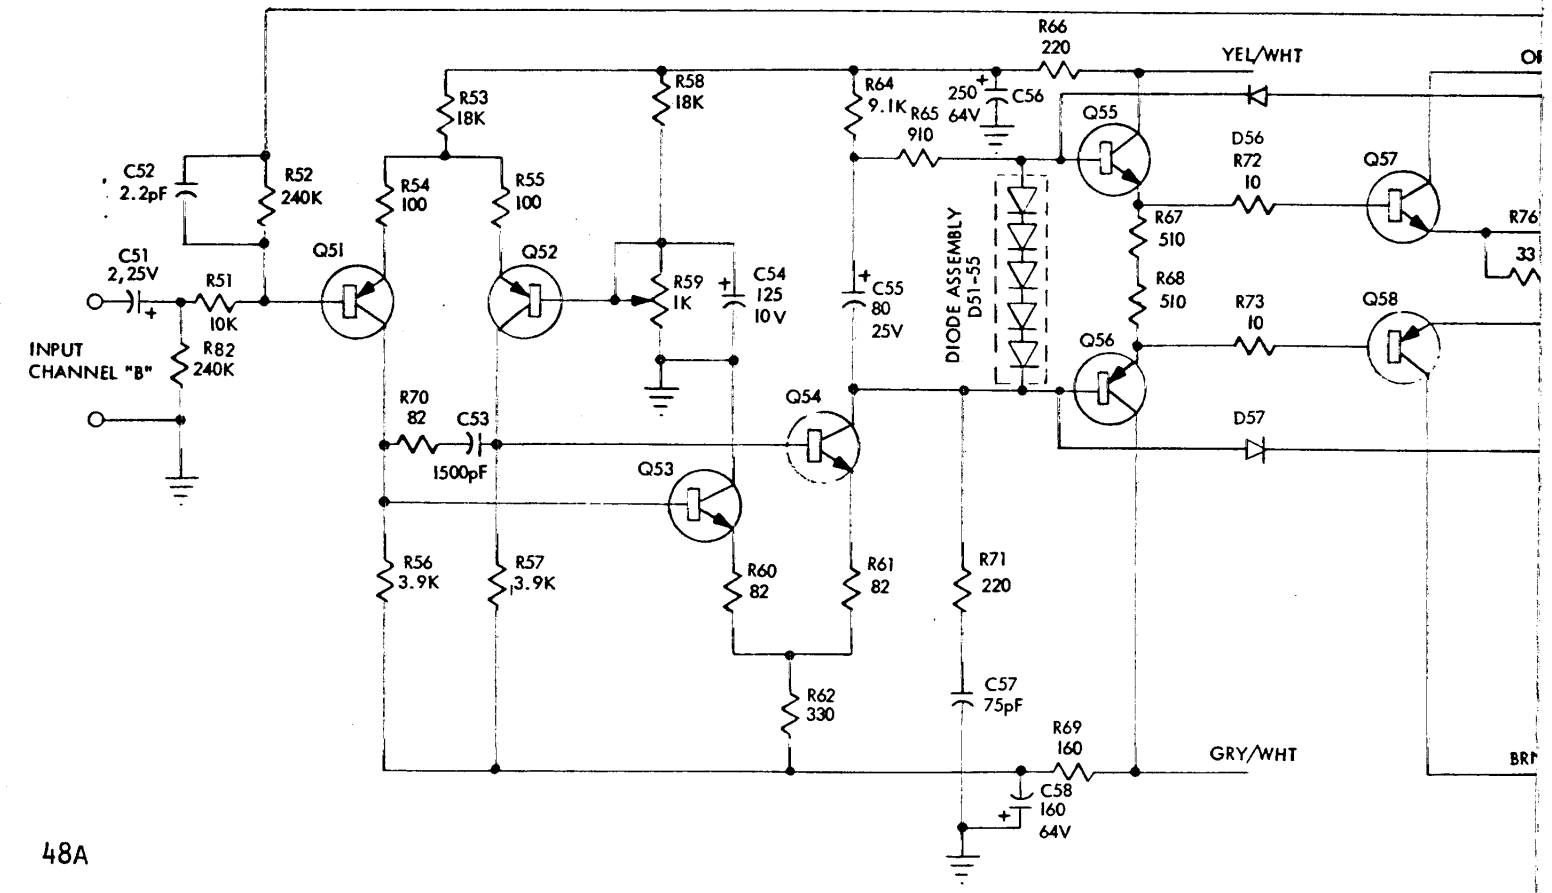 R66
220
YEL/WHT
R53
18K
R58
18K
R64
9.1K
250
64V
C56
R65
910
Q55
D56
R72
10
Q57
C52
2.2pF
R52
240K
R54
100
R55
100
DIODE ASSEMBLY
D51-55
R67
510
R76
33
C51
2,25V
+
R51
10K
Q51
Q52
R59
1K
C54
125
10V
C55
80
25V
R68
510
R73
10
Q58
INPUT
CHANNEL "B"
R82
240K
Q56
R70
82
C53
1500pF
Q54
D57
Q53
R56
3.9K
R57
3.9K
R60
82
R61
82
R71
220
R62
330
C57
75pF
R69
160
GRY/WHT
C58
160
64V
48A